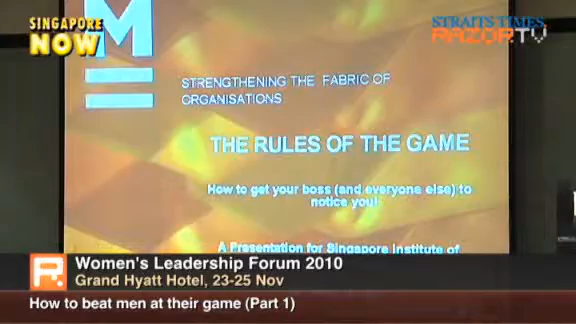 SINGAPORE
NOW
STRAITS TIMES
RAZORTV
M
STRENGTHENING THE FABRIC OF
ORGANISATIONS
THE RULES OF THE GAME
How to get your boss (and everyone else) to
notice you!
A Presentation for Singapore Institute of
R.
Women's Leadership Forum 2010
Grand Hyatt Hotel, 23-25 Nov
How to beat men at their game (Part 1)